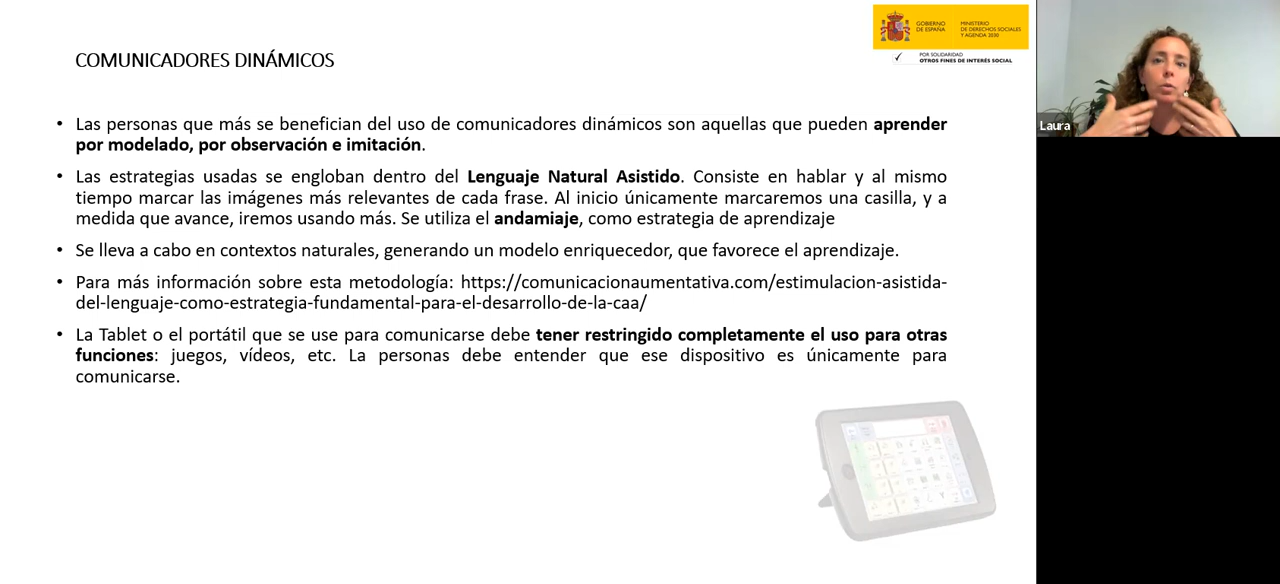 COMUNICADORES DINÁMICOS
GOBIERNO
DE ESPAÑA
MINISTERIO
DE DERECHOS SOCIALES
Y AGENDA 2030
POR SOLIDARIDAD
OTROS FINES DE INTERÉS SOCIAL
Laura
• Las personas que más se benefician del uso de comunicadores dinámicos son aquellas que pueden aprender
por modelado, por observación e imitación.
• Las estrategias usadas se engloban dentro del Lenguaje Natural Asistido. Consiste en hablar y al mismo
tiempo marcar las imágenes más relevantes de cada frase. Al inicio únicamente marcaremos una casilla, y a
medida que avance, iremos usando más. Se utiliza el andamiaje, como estrategia de aprendizaje
• Se lleva a cabo en contextos naturales, generando un modelo enriquecedor, que favorece el aprendizaje.
• Para más información sobre esta metodología: https://comunicacionaumentativa.com/estimulacion-asistida-
del-lenguaje-como-estrategia-fundamental-para-el-desarrollo-de-la-caa/
• La Tablet o el portátil que se use para comunicarse debe tener restringido completamente el uso para otras
funciones: juegos, vídeos, etc. La personas debe entender que ese dispositivo es únicamente para
comunicarse.